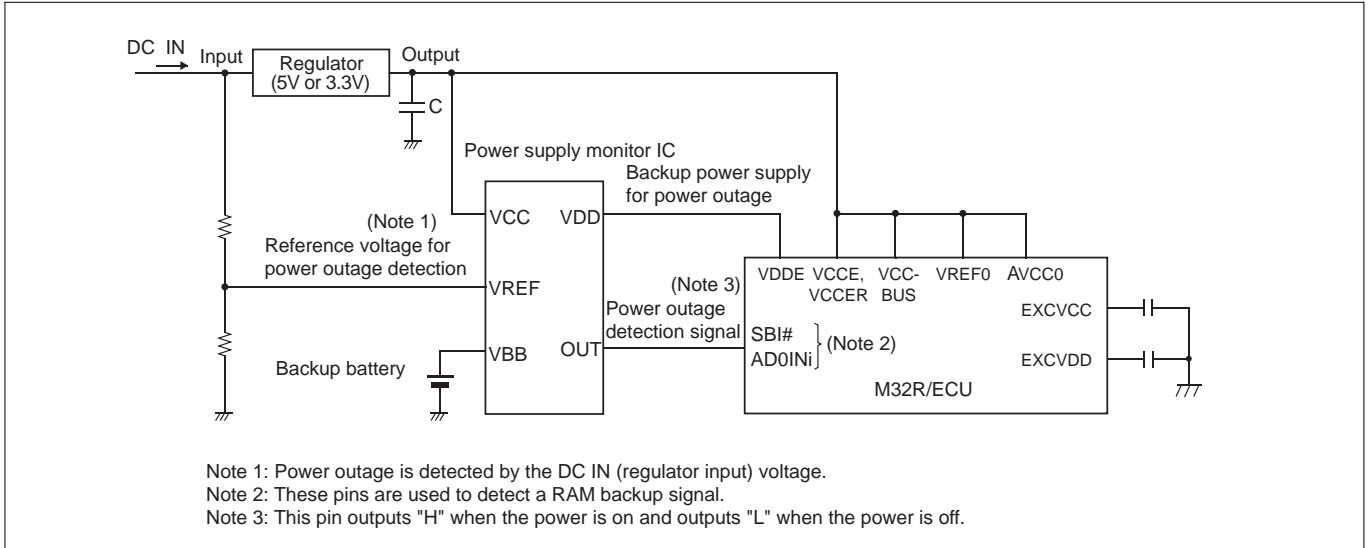 DC IN
Input
Regulator
(5V or 3.3V)
Output
C
Power supply monitor IC
Backup power supply
for power outage
(Note 1)
Reference voltage for
power outage detection
VCC
VDD
VREF
VBB
OUT
Backup battery
(Note 3)
Power outage
detection signal
VDDE
VCCE,
VCCER
VCC-
BUS
VREF0
AVCC0
EXCVCC
EXCVDD
SBI#
AD0INi
(Note 2)
M32R/ECU
Note 1: Power outage is detected by the DC IN (regulator input) voltage.
Note 2: These pins are used to detect a RAM backup signal.
Note 3: This pin outputs "H" when the power is on and outputs "L" when the power is off.